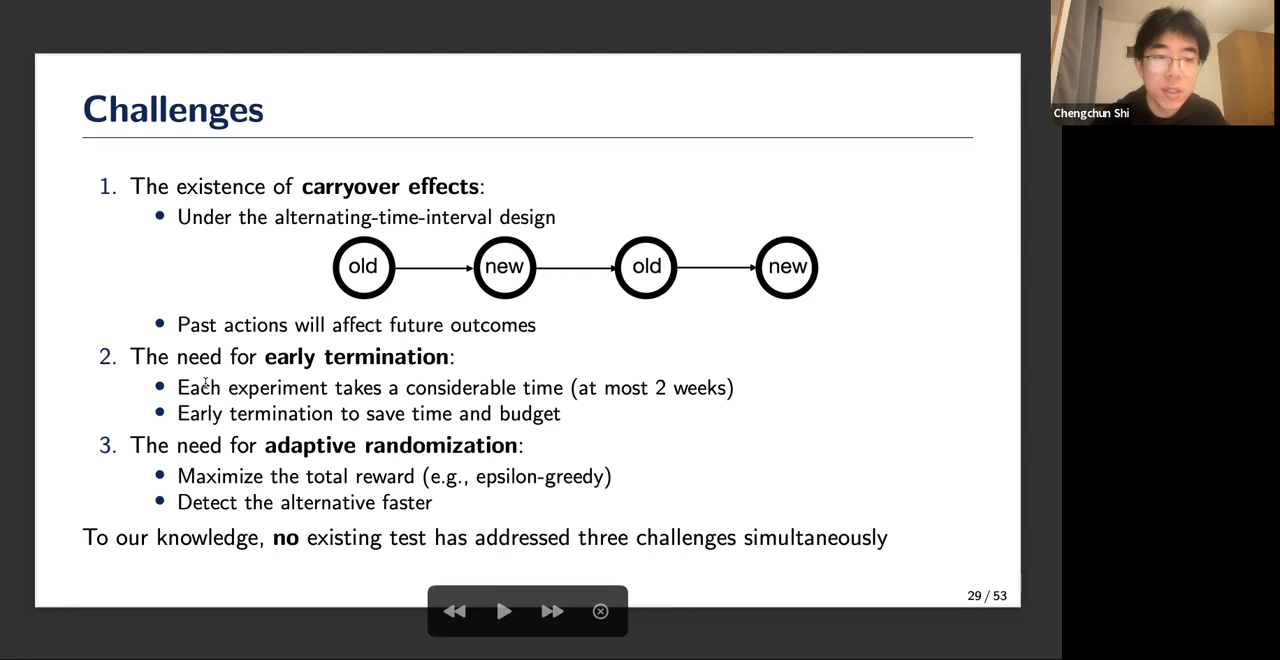 Challenges
1. The existence of carryover effects:
• Under the alternating-time-interval design
old new old new
• Past actions will affect future outcomes
2. The need for early termination:
• Each experiment takes a considerable time (at most 2 weeks)
• Early termination to save time and budget
3. The need for adaptive randomization:
• Maximize the total reward (e.g., epsilon-greedy)
• Detect the alternative faster
To our knowledge, no existing test has addressed three challenges simultaneously
29 / 53
Chengchun Shi